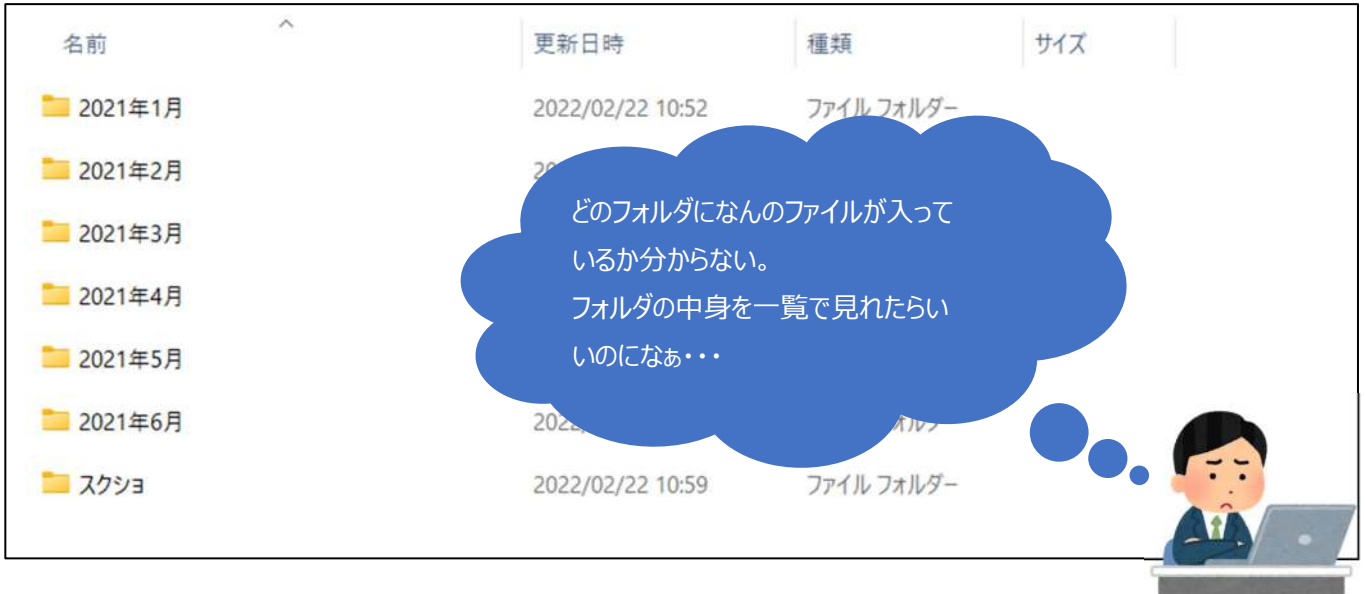 名前 更新日時 種類 サイズ
2021年1月 2022/02/22 10:52 ファイル フォルダー
2021年2月
2021年3月
2021年4月
2021年5月
2021年6月
スクショ 2022/02/22 10:59 ファイル フォルダー
どのフォルダになんのファイルが入って
いるか分からない。
フォルダの中身を一覧で見れたらい
いのになぁ・・・